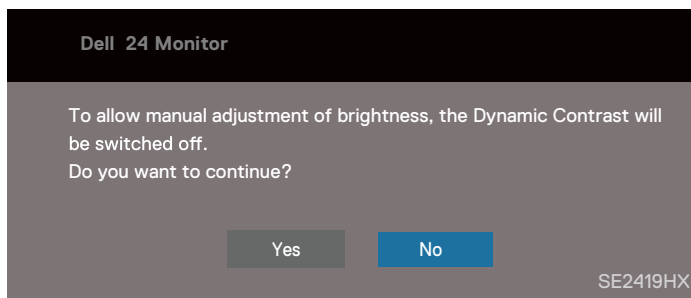 Dell 24 Monitor
To allow manual adjustment of brightness, the Dynamic Contrast will
be switched off.
Do you want to continue?
Yes No
SE2419HX